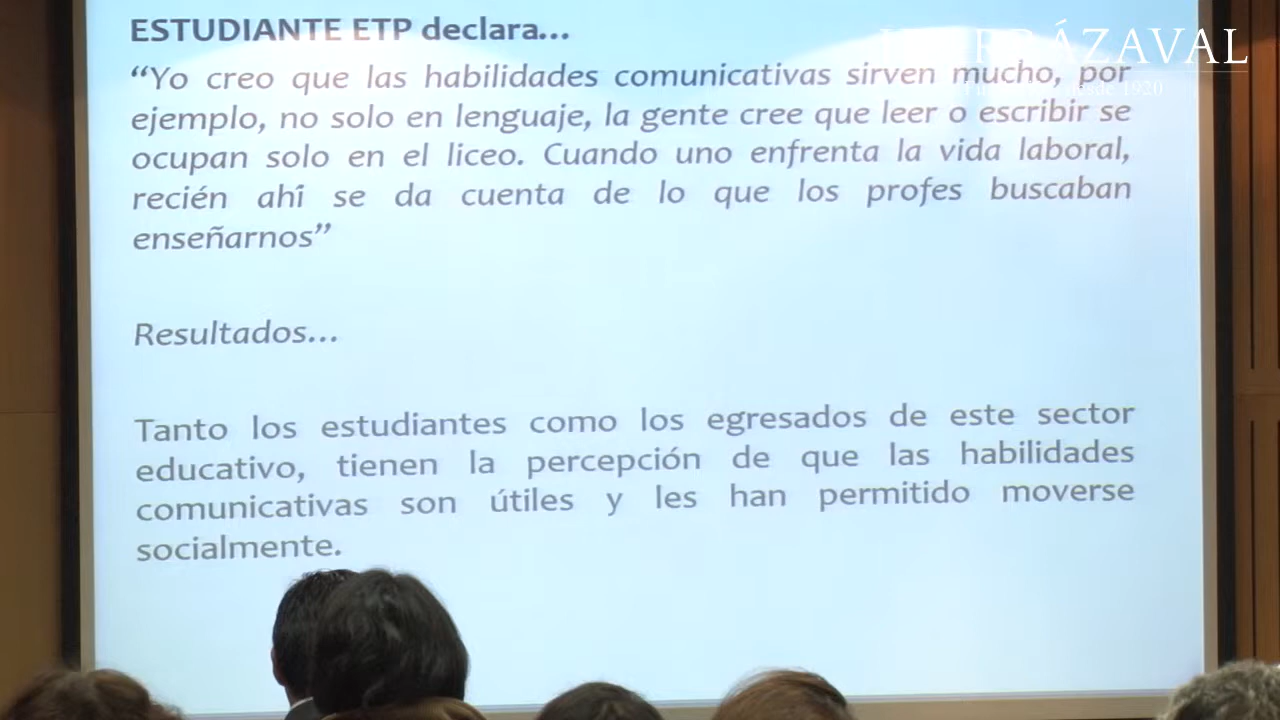 ESTUDIANTE ETP declara...
“Yo creo que las habilidades comunicativas sirven mucho, por
ejemplo, no solo en lenguaje, la gente cree que leer o escribir se
ocupan solo en el liceo. Cuando uno enfrenta la vida laboral,
recién ahí se da cuenta de lo que los profes buscaban
enseñarnos”
Resultados...
Tanto los estudiantes como los egresados de este sector
educativo, tienen la percepción de que las habilidades
comunicativas son útiles y les han permitido moverse
socialmente.
desde 1920